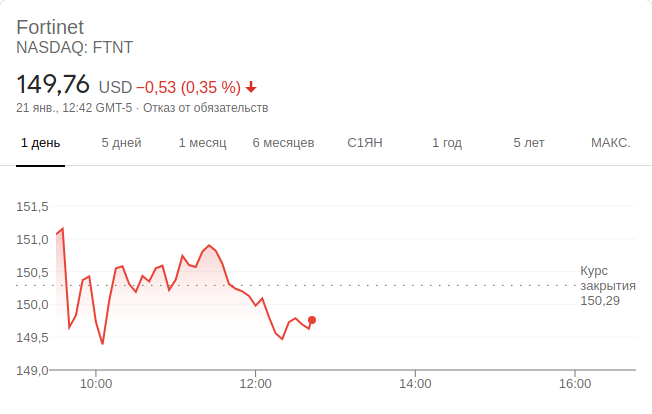 Fortinet
NASDAQ: FTNT
149,76 USD −0,53 (0,35 %)
21 янв., 12:42 GMT-5 · Отказ от обязательств
1 день 5 дней 1 месяц 6 месяцев С1ЯН 1 год 5 лет МАКС.
151,5
151,0
150,5
150,0
149,5
149,0
Курс
закрытия
150,29
10:00 12:00 14:00 16:00